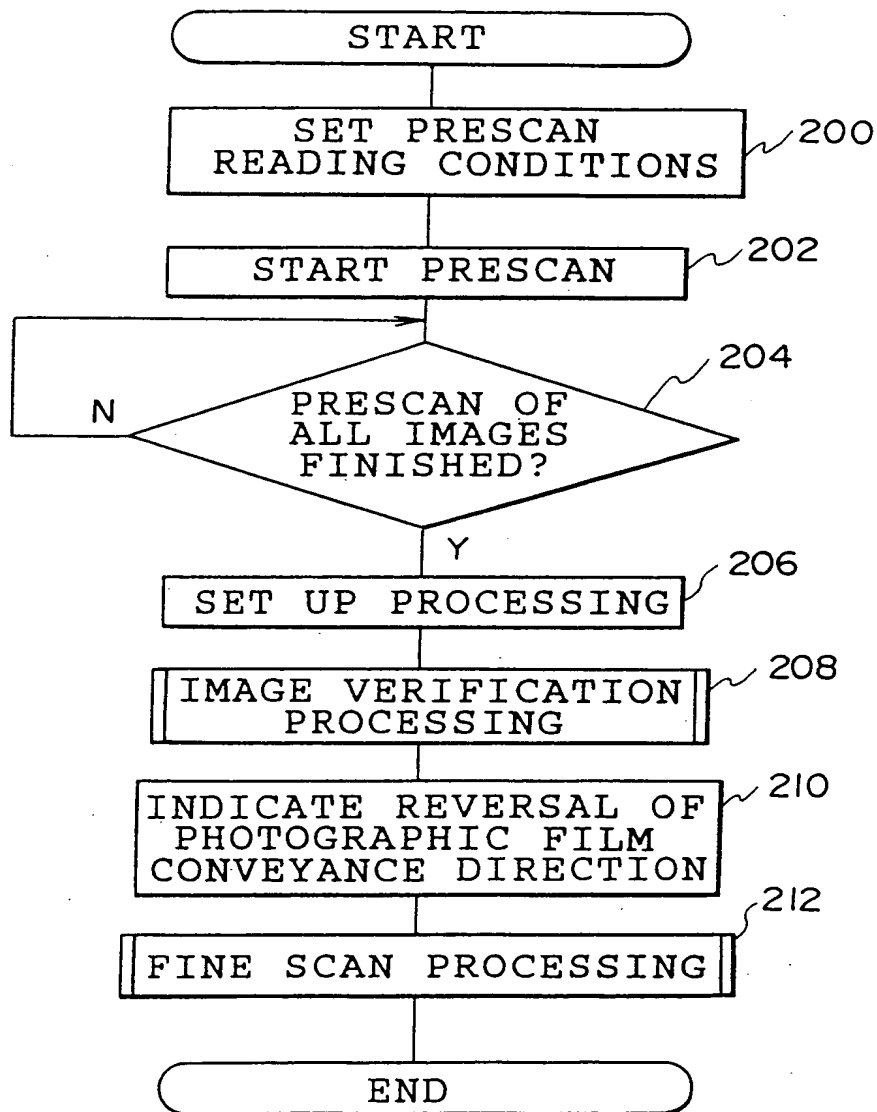 START
SET PRESCAN
READING CONDITIONS
200
START PRESCAN
202
204
PRESCAN OF
ALL IMAGES
FINISHED?
N
Y
206
SET UP PROCESSING
208
IMAGE VERIFICATION
PROCESSING
210
INDICATE REVERSAL OF
PHOTOGRAPHIC FILM
CONVEYANCE DIRECTION
212
FINE SCAN PROCESSING
END